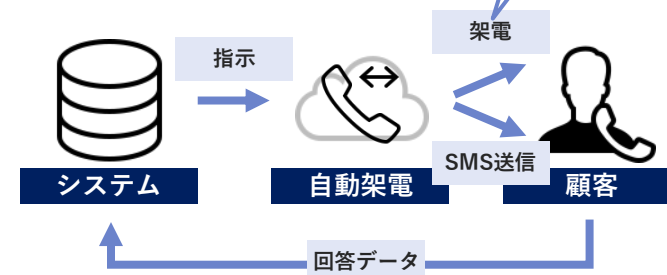 架電
指示
SMS送信
システム
自動架電
顧客
回答データ